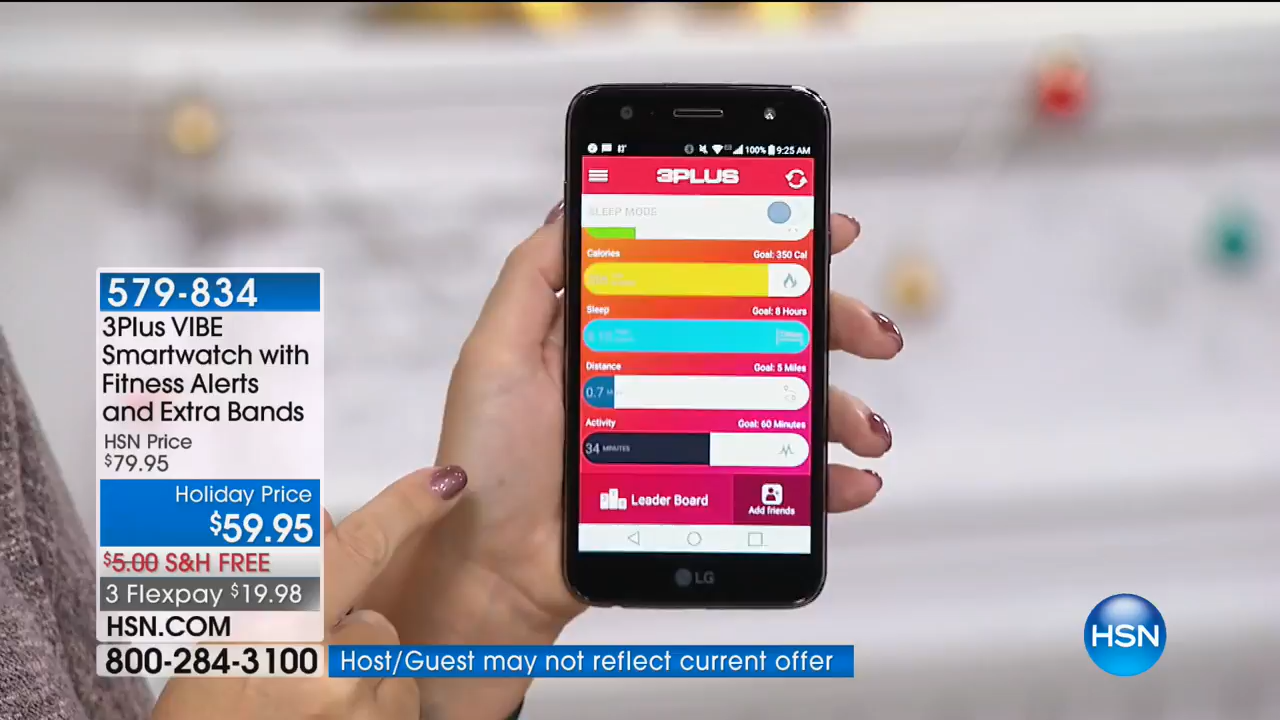 579-834
3Plus VIBE
Smartwatch with
Fitness Alerts
and Extra Bands
HSN Price
$79.95
Holiday Price
$59.95
$5.00 S&H FREE
3 Flexpay $19.98
HSN.COM
800-284-3100
Host/Guest may not reflect current offer
HSN
100% 9:25 AM
3PLUS
SLEEP MODE
Calories Goal: 350 Cal
Sleep Goal: 8 Hours
Distance Goal: 5 Miles
0.7
Activity Goal: 60 Minutes
34 MINUTES
Leader Board
Add friends
LG